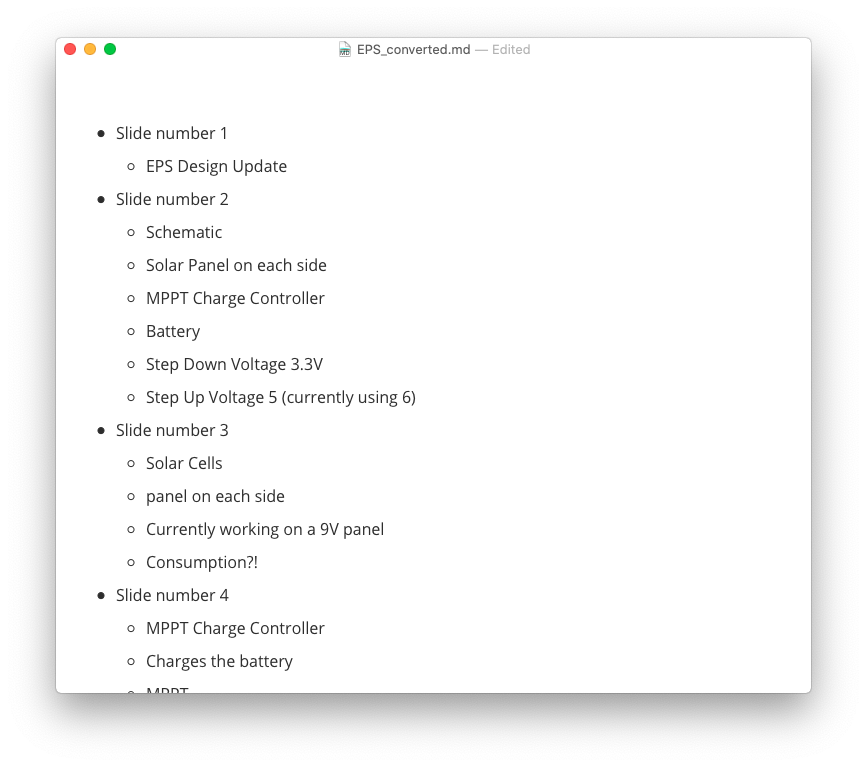 EPS_converted.md — Edited
Slide number 1
EPS Design Update
Slide number 2
Schematic
Solar Panel on each side
MPPT Charge Controller
Battery
Step Down Voltage 3.3V
Step Up Voltage 5 (currently using 6)
Slide number 3
Solar Cells
panel on each side
Currently working on a 9V panel
Consumption?!
Slide number 4
MPPT Charge Controller
Charges the battery
MPPT